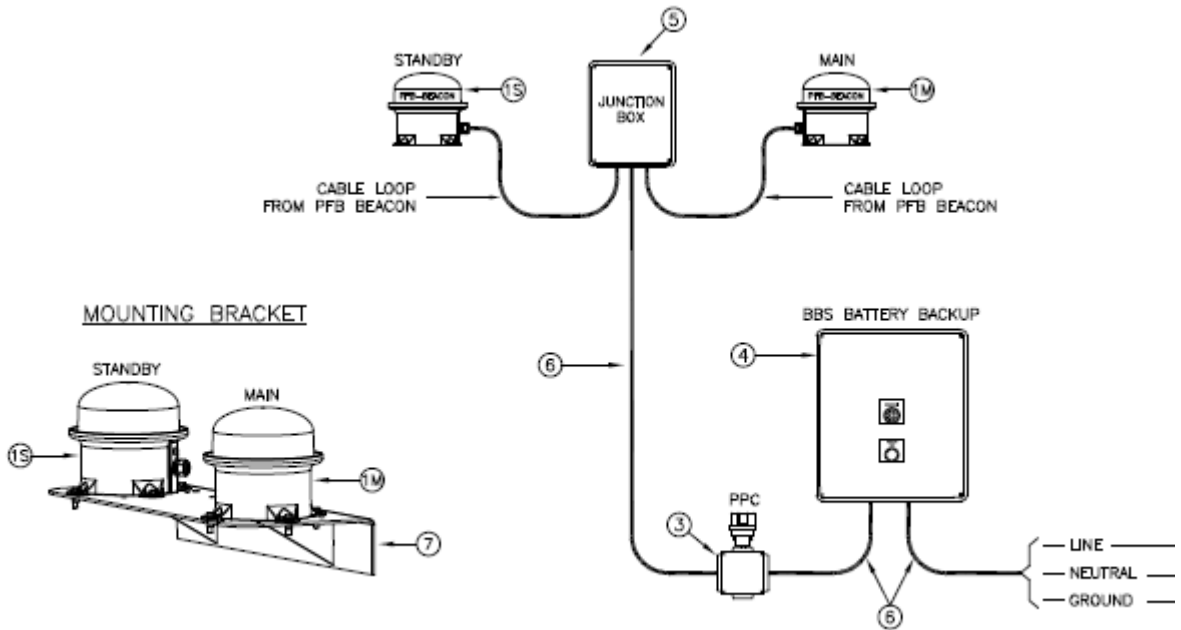 5
STANDBY
MAIN
1S
1M
PFB-BEACON
PFB-BEACON
JUNCTION
BOX
CABLE LOOP
FROM PFB BEACON
CABLE LOOP
FROM PFB BEACON
MOUNTING BRACKET
BBS BATTERY BACKUP
6
4
STANDBY
MAIN
1S
1M
PPC
3
7
LINE
NEUTRAL
GROUND
6